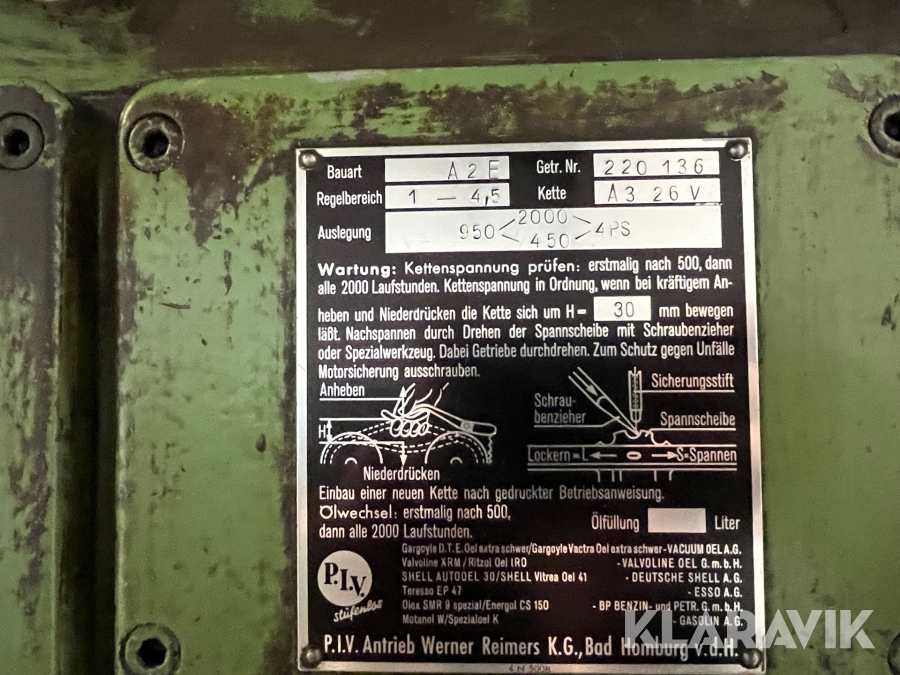 Bauart A 2 E Getr. Nr. 220 136
Regelbereich 1 — 4,5 Kette A3 26 V
Auslegung 950 < 2000 450 > 4PS
Wartung: Kettenspannung prüfen: erstmalig nach 500, dann
alle 2000 Laufstunden. Kettenspannung in Ordnung, wenn bei kräftigem An-
heben und Niederdrücken die Kette sich um H= 30 mm bewegen
läßt. Nachspannen durch Drehen der Spannscheibe mit Schraubenzieher
oder Spezialwerkzeug. Dabei Getriebe durchdrehen. Zum Schutz gegen Unfälle
Motorsicherung ausschrauben.
Anheben
H
Niederdrücken
Sicherungsstift
Schrau-
benzieher
Spannscheibe
Lockern=L O S=Spannen
Einbau einer neuen Kette nach gedruckter Betriebsanweisung.
Ölwechsel: erstmalig nach 500,
dann alle 2000 Laufstunden.
Ölfüllung Liter
P.I.V.
stufenlos
Gargoyle D.T.E. Oel extra schwer/Gargoyle Vactra Oel extra schwer - VACUUM OEL A.G.
Valvoline XRM / Ritzol Oel IRD - VALVOLINE OEL G.m.b.H.
SHELL AUTOOEL 30/SHELL Vitrea Oel 41 - DEUTSCHE SHELL A.G.
Teresso EP 47 - ESSO A.G.
Olex SMR 9 spezial/Energol CS 150 - BP BENZIN- und PETR. G.m.b.H.
Motanol W/Spezialoel K - GASOLIN A.G.
P.I.V. Antrieb Werner Reimers K.G., Bad Homburg v.d.H.
4 N 5008
KLARAVIK